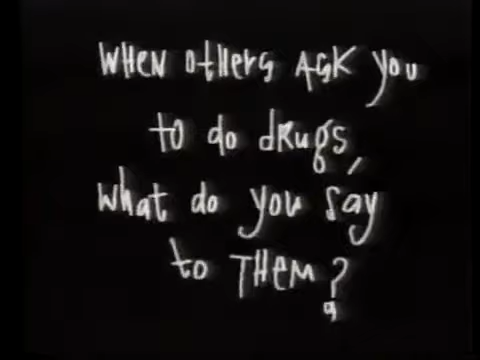 WHEN otHERS ASK YOU
to do dRugs,
what do you say
to THEM?